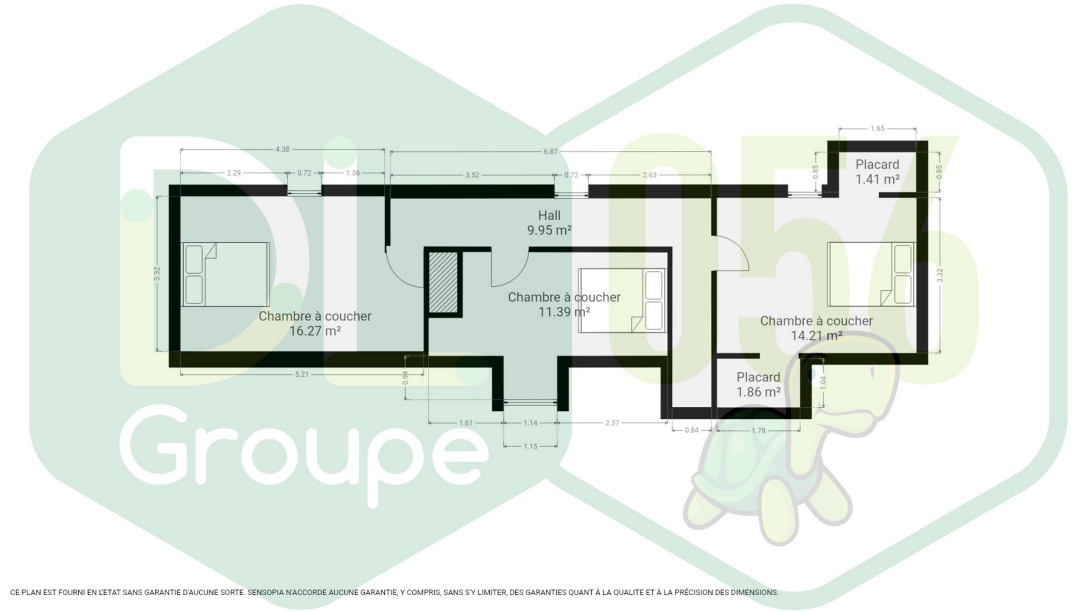 1.65
4.38
6.87
2.29
0.72
1.36
3.52
0.72
2.63
0.85
Placard
1.41 m²
0.85
Hall
9.95 m²
3.32
Chambre à coucher
16.27 m²
Chambre à coucher
11.39 m²
Chambre à coucher
14.21 m²
3.32
5.21
0.94
Placard
1.86 m²
1.04
1.61
1.14
2.37
0.84
1.78
1.15
DL
056
Groupe
CE PLAN EST FOURNI EN L'ETAT SANS GARANTIE D'AUCUNE SORTE. SENSOPIA N'ACCORDE AUCUNE GARANTIE, Y COMPRIS, SANS S'Y LIMITER, DES GARANTIES QUANT À LA QUALITE ET À LA PRÉCISION DES DIMENSIONS.